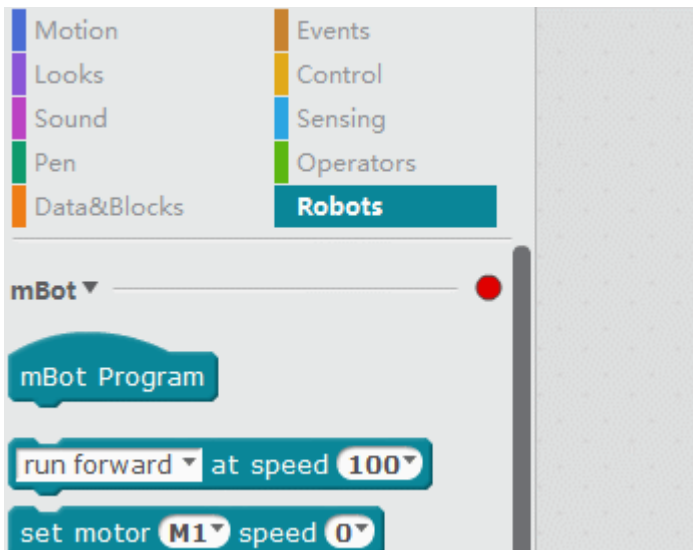 Motion Events
Looks Control
Sound Sensing
Pen Operators
Data&Blocks Robots
mBot
mBot Program
run forward at speed 100
set motor M1 speed 0